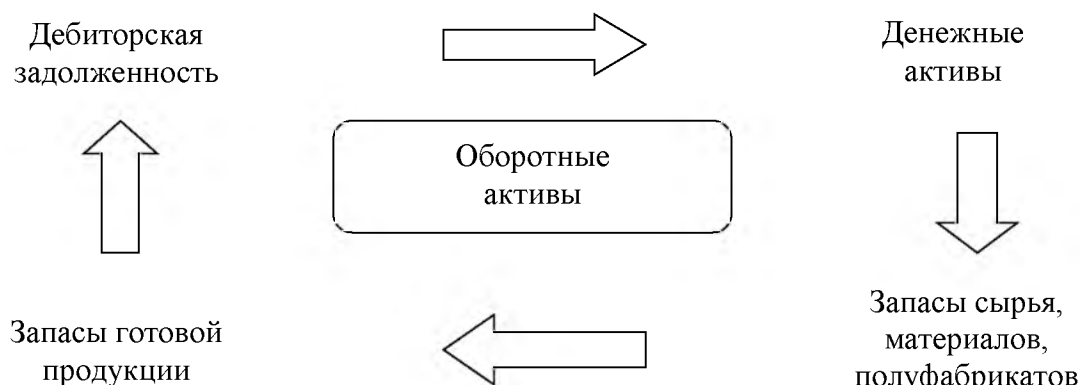 Дебиторская
задолженность
Денежные
активы
Оборотные
активы
Запасы готовой
продукции
Запасы сырья,
материалов,
полуфабрикатов